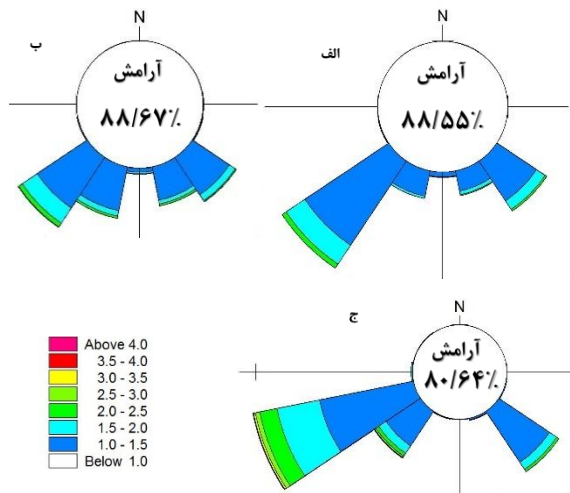 N
ب
آرامش
۸۸/۶۷٪
N
الف
آرامش
۸۸/۵۵٪
N
ج
آرامش
۸۰/۶۴٪
Above 4.0
3.5 - 4.0
3.0 - 3.5
2.5 - 3.0
2.0 - 2.5
1.5 - 2.0
1.0 - 1.5
Below 1.0